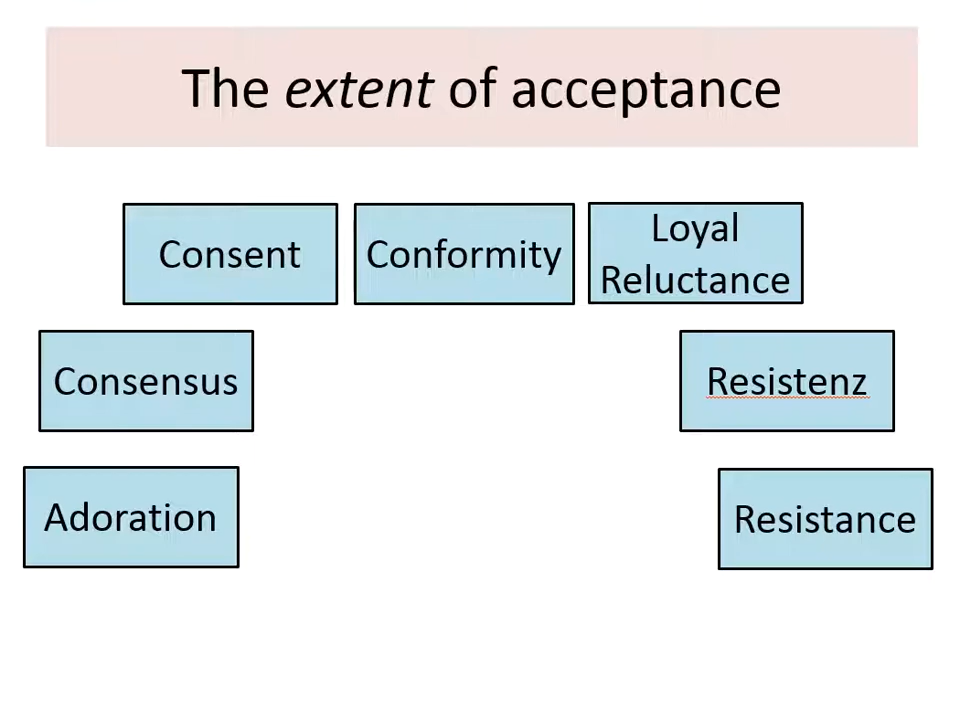 The extent of acceptance
Consent
Conformity
Loyal
Reluctance
Consensus
Resistenz
Adoration
Resistance